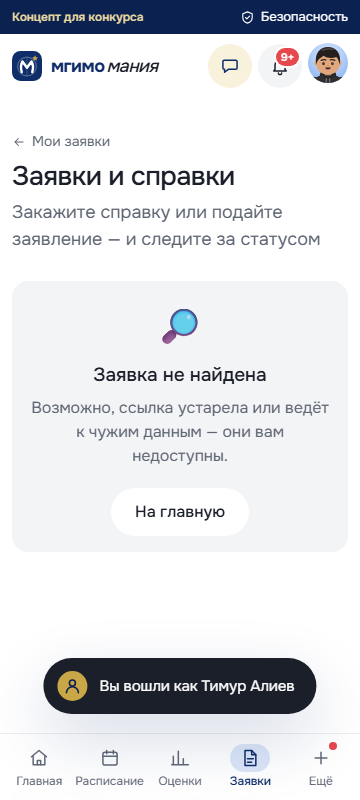 Концепт для конкурса
Безопасность
мгимо мания
9+
← Мои заявки
Заявки и справки
Закажите справку или подайте
заявление — и следите за статусом
Заявка не найдена
Возможно, ссылка устарела или ведёт
к чужим данным — они вам
недоступны.
На главную
Вы вошли как Тимур Алиев
Главная
Расписание
Оценки
Заявки
Ещё